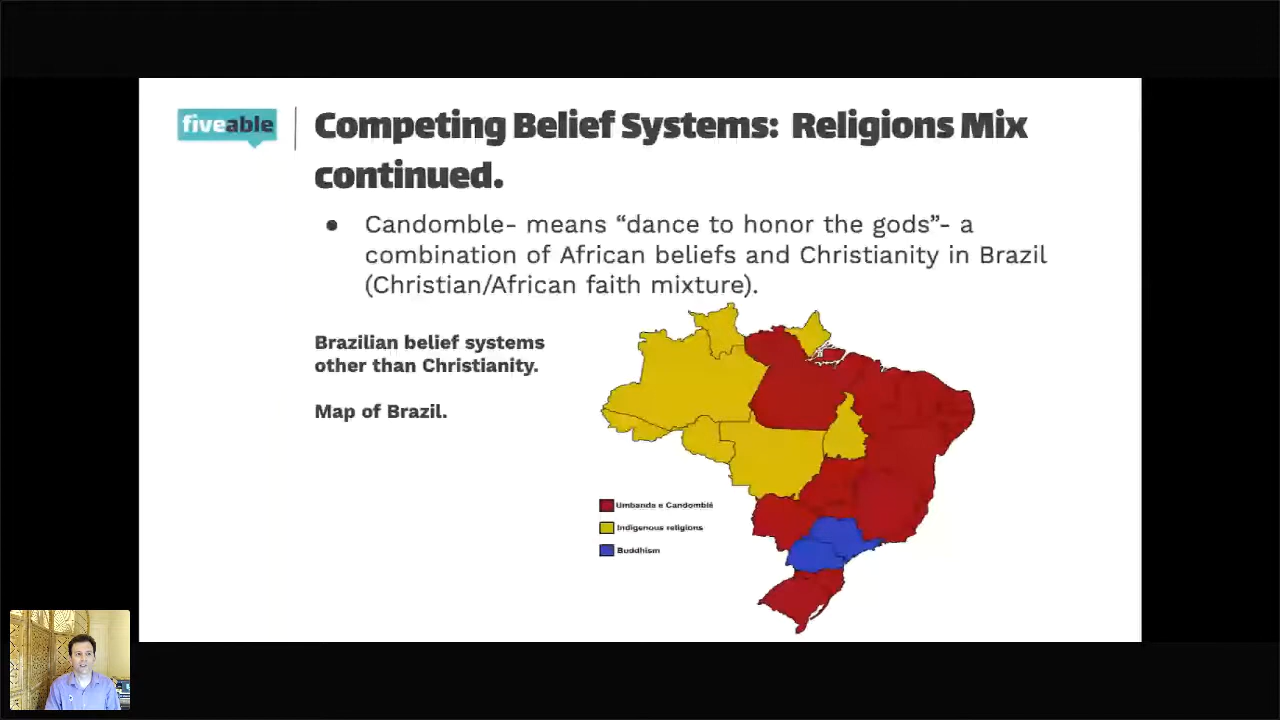 fiveable
Competing Belief Systems: Religions Mix
continued.
● Candomble- means “dance to honor the gods”- a
combination of African beliefs and Christianity in Brazil
(Christian/African faith mixture).
Brazilian belief systems
other than Christianity.
Map of Brazil.
Umbanda e Candomblé
Indigenous religions
Buddhism